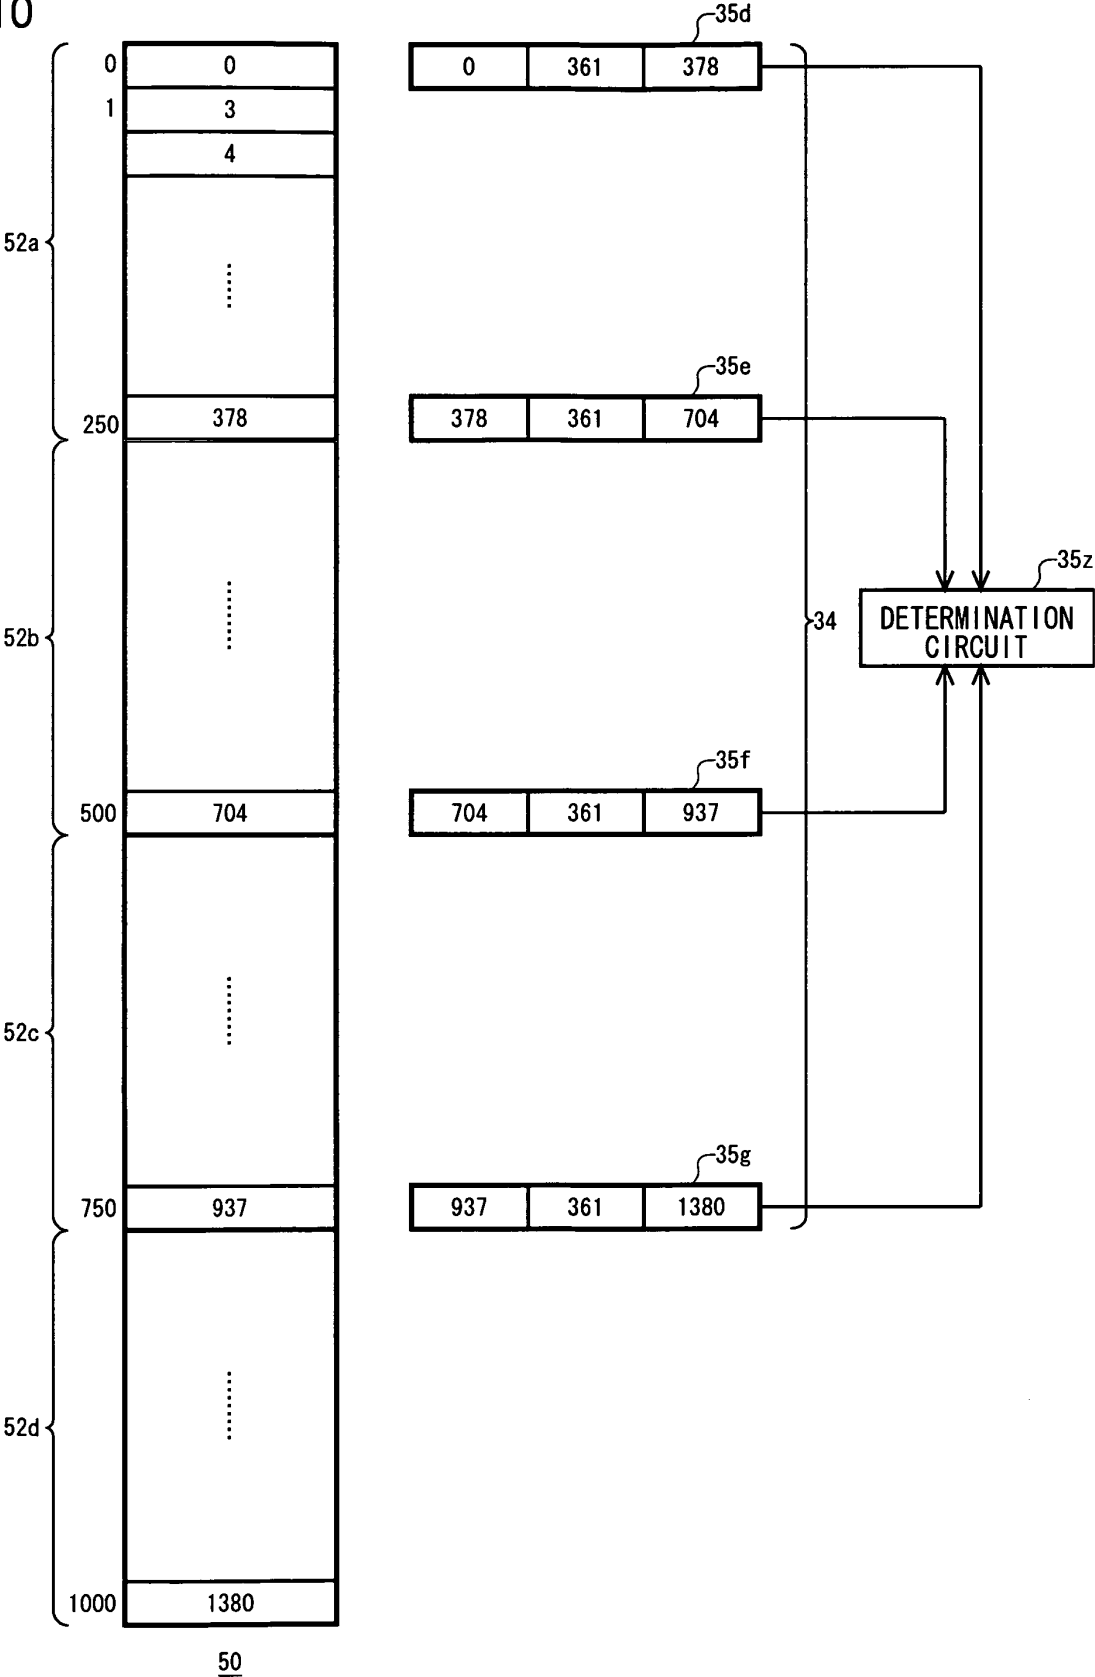 10
35d
0 0 0 361 378
1 3
4
52a
35e
250 378 378 361 704
35z
DETERMINATION
CIRCUIT
34
52b
35f
500 704 704 361 937
52c
35g
750 937 937 361 1380
52d
1000 1380
50